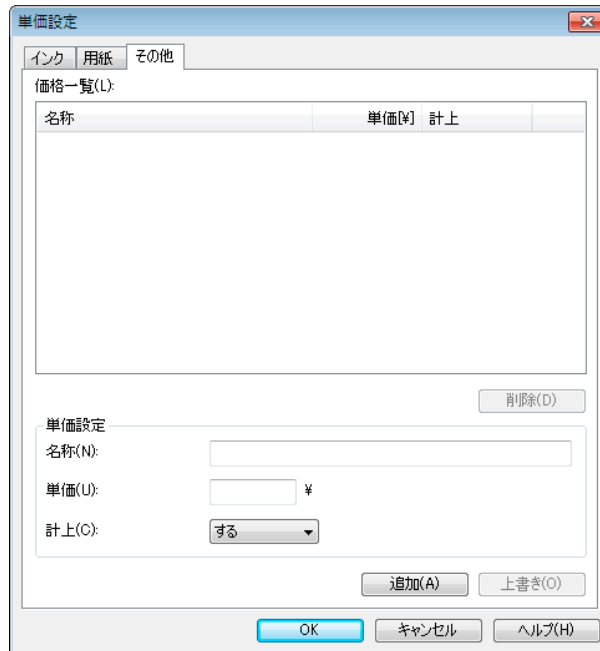 単価設定
インク 用紙 その他
価格一覧(L):
名称 単価[¥] 計上
削除(D)
単価設定
名称(N):
単価(U): ¥
計上(C): する
追加(A) 上書き(O)
OK キャンセル ヘルプ(H)